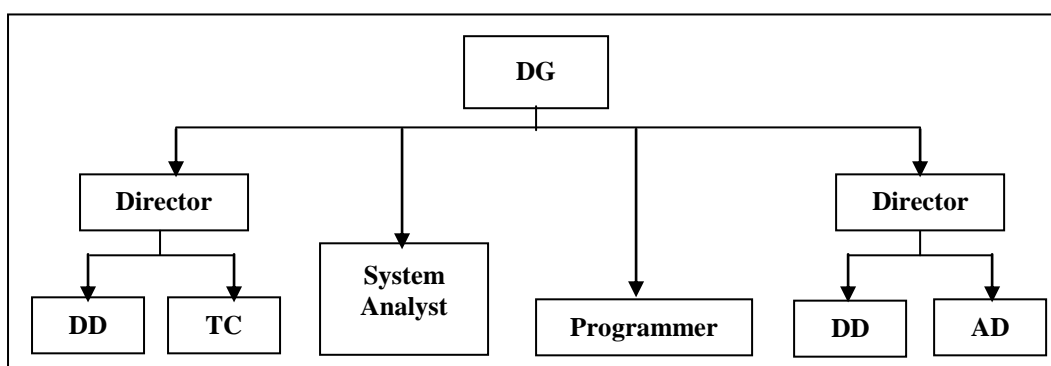 DG
Director
Director
System
Analyst
DD
TC
Programmer
DD
AD